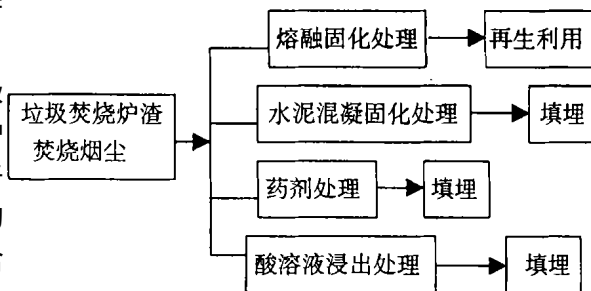 垃圾焚烧炉渣
焚烧烟尘
熔融固化处理
再生利用
水泥混凝固化处理
填埋
药剂处理
填埋
酸溶液浸出处理
填埋